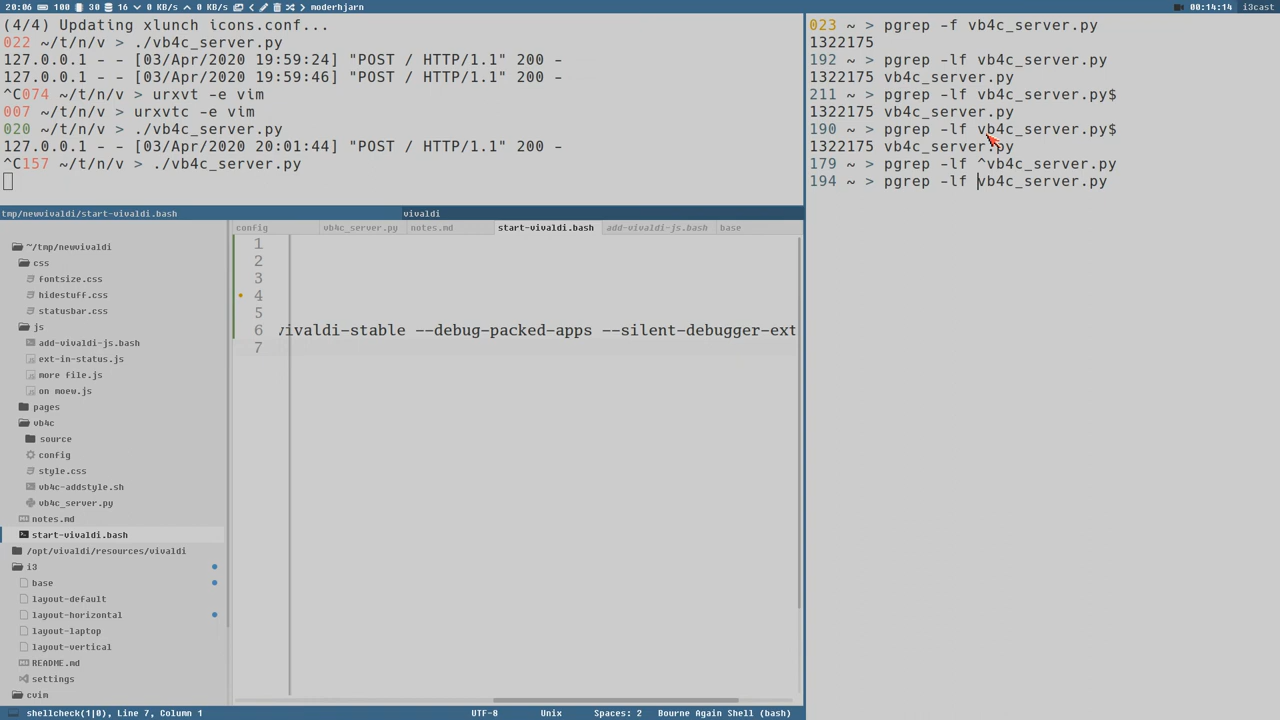 20:06 100 103 16 0 KB/s 0 KB/s < > moderhjarn 00:14:14 i3cast
(4/4) Updating xlunch icons.conf...
022 ~/t/n/v > ./vb4c_server.py
127.0.0.1 - - [03/Apr/2020 19:59:24] "POST / HTTP/1.1" 200 -
127.0.0.1 - - [03/Apr/2020 19:59:46] "POST / HTTP/1.1" 200 -
^C074 ~/t/n/v > urxvt -e vim
007 ~/t/n/v > urxvtc -e vim
020 ~/t/n/v > ./vb4c_server.py
127.0.0.1 - - [03/Apr/2020 20:01:44] "POST / HTTP/1.1" 200 -
^C157 ~/t/n/v > ./vb4c_server.py
023 ~ > pgrep -f vb4c_server.py
1322175
192 ~ > pgrep -lf vb4c_server.py
1322175 vb4c_server.py
211 ~ > pgrep -lf vb4c_server.py$
1322175 vb4c_server.py
190 ~ > pgrep -lf vb4c_server.py$
1322175 vb4c_server.py
179 ~ > pgrep -lf ^vb4c_server.py
194 ~ > pgrep -lf vb4c_server.py
tmp/newvivaldi/start-vivaldi.bash vivaldi
config vb4c_server.py notes.md start-vivaldi.bash add-vivaldi-js.bash base
~/tmp/newvivaldi
css
fontsize.css
hidestuff.css
statusbar.css
js
add-vivaldi-js.bash
ext-in-status.js
more file.js
on moew.js
pages
vb4c
source
config
style.css
vb4c-addstyle.sh
vb4c_server.py
notes.md
start-vivaldi.bash
/opt/vivaldi/resources/vivaldi
i3
base
layout-default
layout-horizontal
layout-laptop
layout-vertical
README.md
settings
cvim
1
2
3
4
5
6 vivaldi-stable --debug-packed-apps --silent-debugger-ext
7
shellcheck(1|0), Line 7, Column 1 UTF-8 Unix Spaces: 2 Bourne Again Shell (bash)